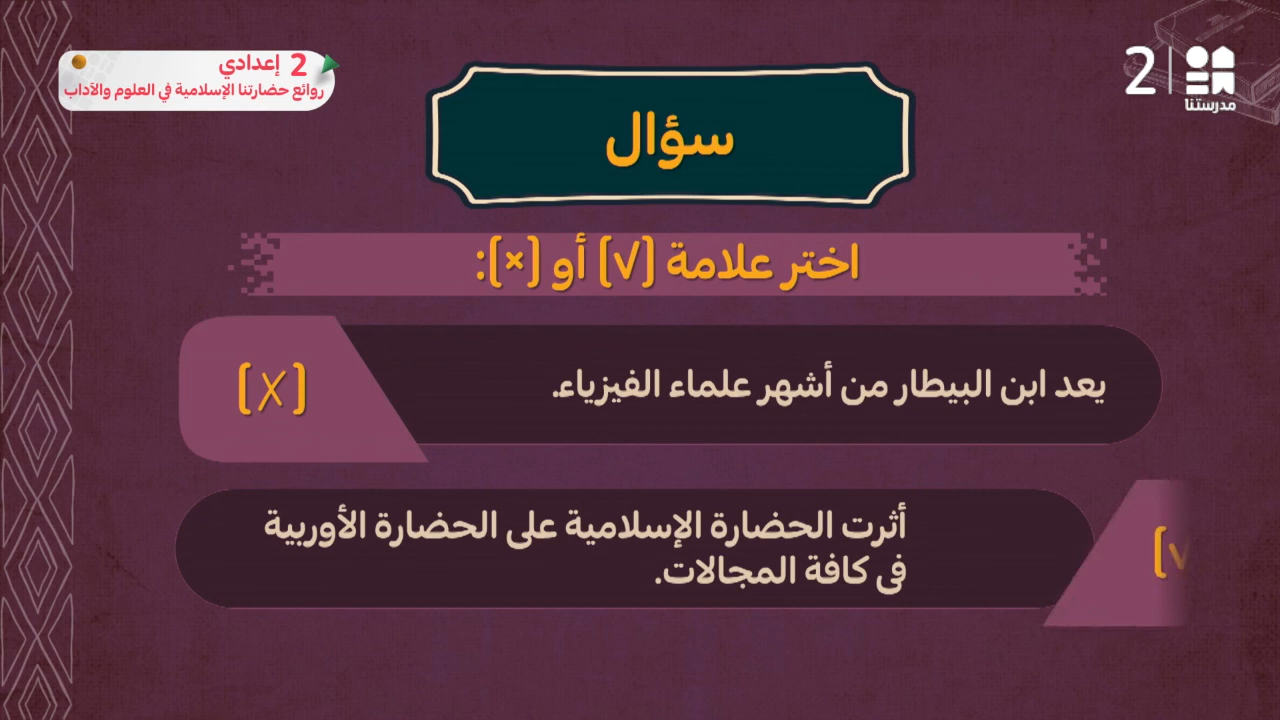 2 إعدادي
روائع حضارتنا الإسلامية في العلوم والآداب
مدرستنا 2
سؤال
اختر علامة (√) أو (×):
يعد ابن البيطار من أشهر علماء الفيزياء.
(X)
أثرت الحضارة الإسلامية على الحضارة الأوربية
فى كافة المجالات.
(√